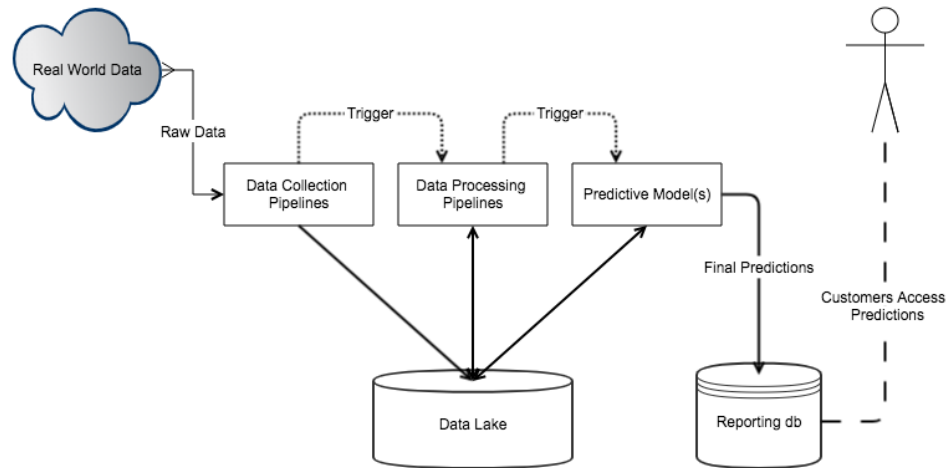 Real World Data
Raw Data
Trigger
Trigger
Data Collection
Pipelines
Data Processing
Pipelines
Predictive Model(s)
Final Predictions
Customers Access
Predictions
Data Lake
Reporting db